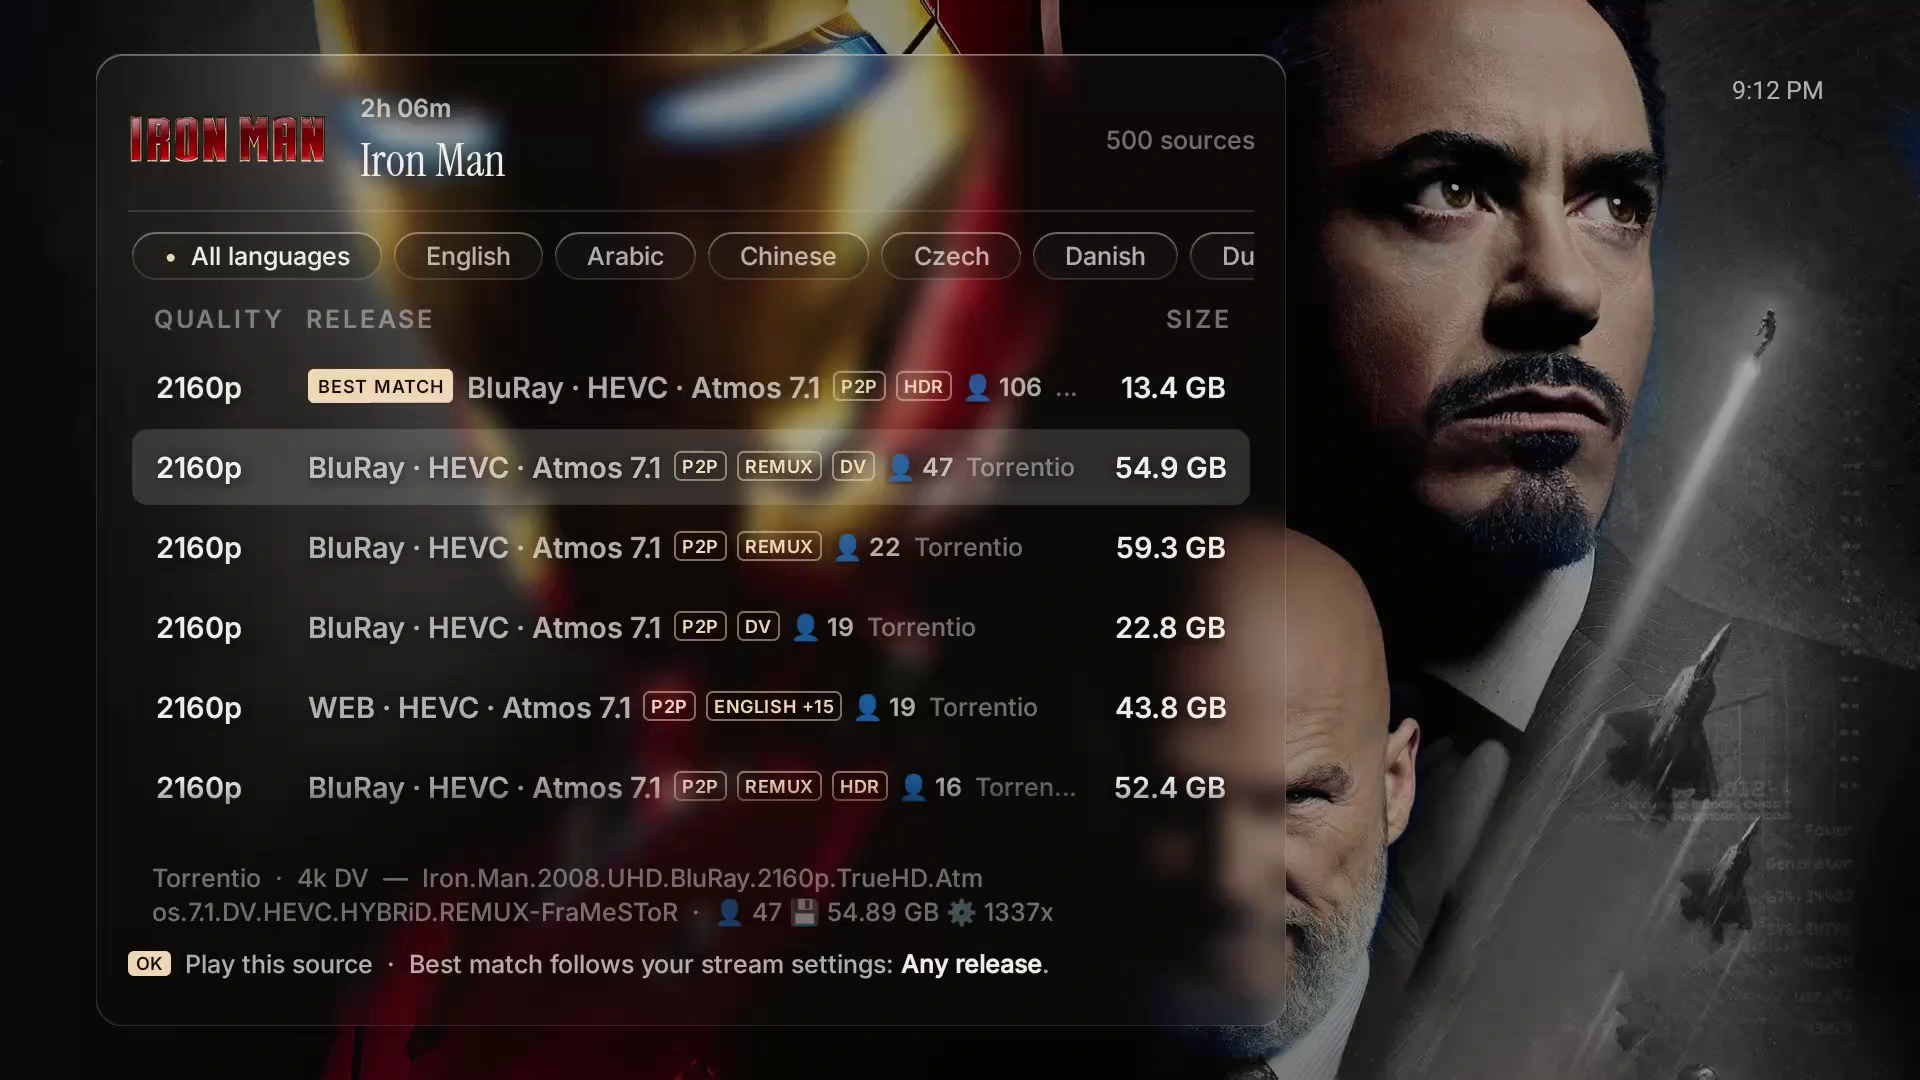 9:12 PM
IRON MAN
2h 06m
Iron Man
500 sources
• All languages English Arabic Chinese Czech Danish Du
QUALITY RELEASE SIZE
2160p BEST MATCH BluRay · HEVC · Atmos 7.1 P2P HDR 👤 106 ... 13.4 GB
2160p BluRay · HEVC · Atmos 7.1 P2P REMUX DV 👤 47 Torrentio 54.9 GB
2160p BluRay · HEVC · Atmos 7.1 P2P REMUX 👤 22 Torrentio 59.3 GB
2160p BluRay · HEVC · Atmos 7.1 P2P DV 👤 19 Torrentio 22.8 GB
2160p WEB · HEVC · Atmos 7.1 P2P ENGLISH +15 👤 19 Torrentio 43.8 GB
2160p BluRay · HEVC · Atmos 7.1 P2P REMUX HDR 👤 16 Torren... 52.4 GB
Torrentio · 4k DV — Iron.Man.2008.UHD.BluRay.2160p.TrueHD.Atm
os.7.1.DV.HEVC.HYBRiD.REMUX-FraMeSToR · 👤 47 💾 54.89 GB ⚙️ 1337x
OK Play this source · Best match follows your stream settings: Any release.
Power
Generator